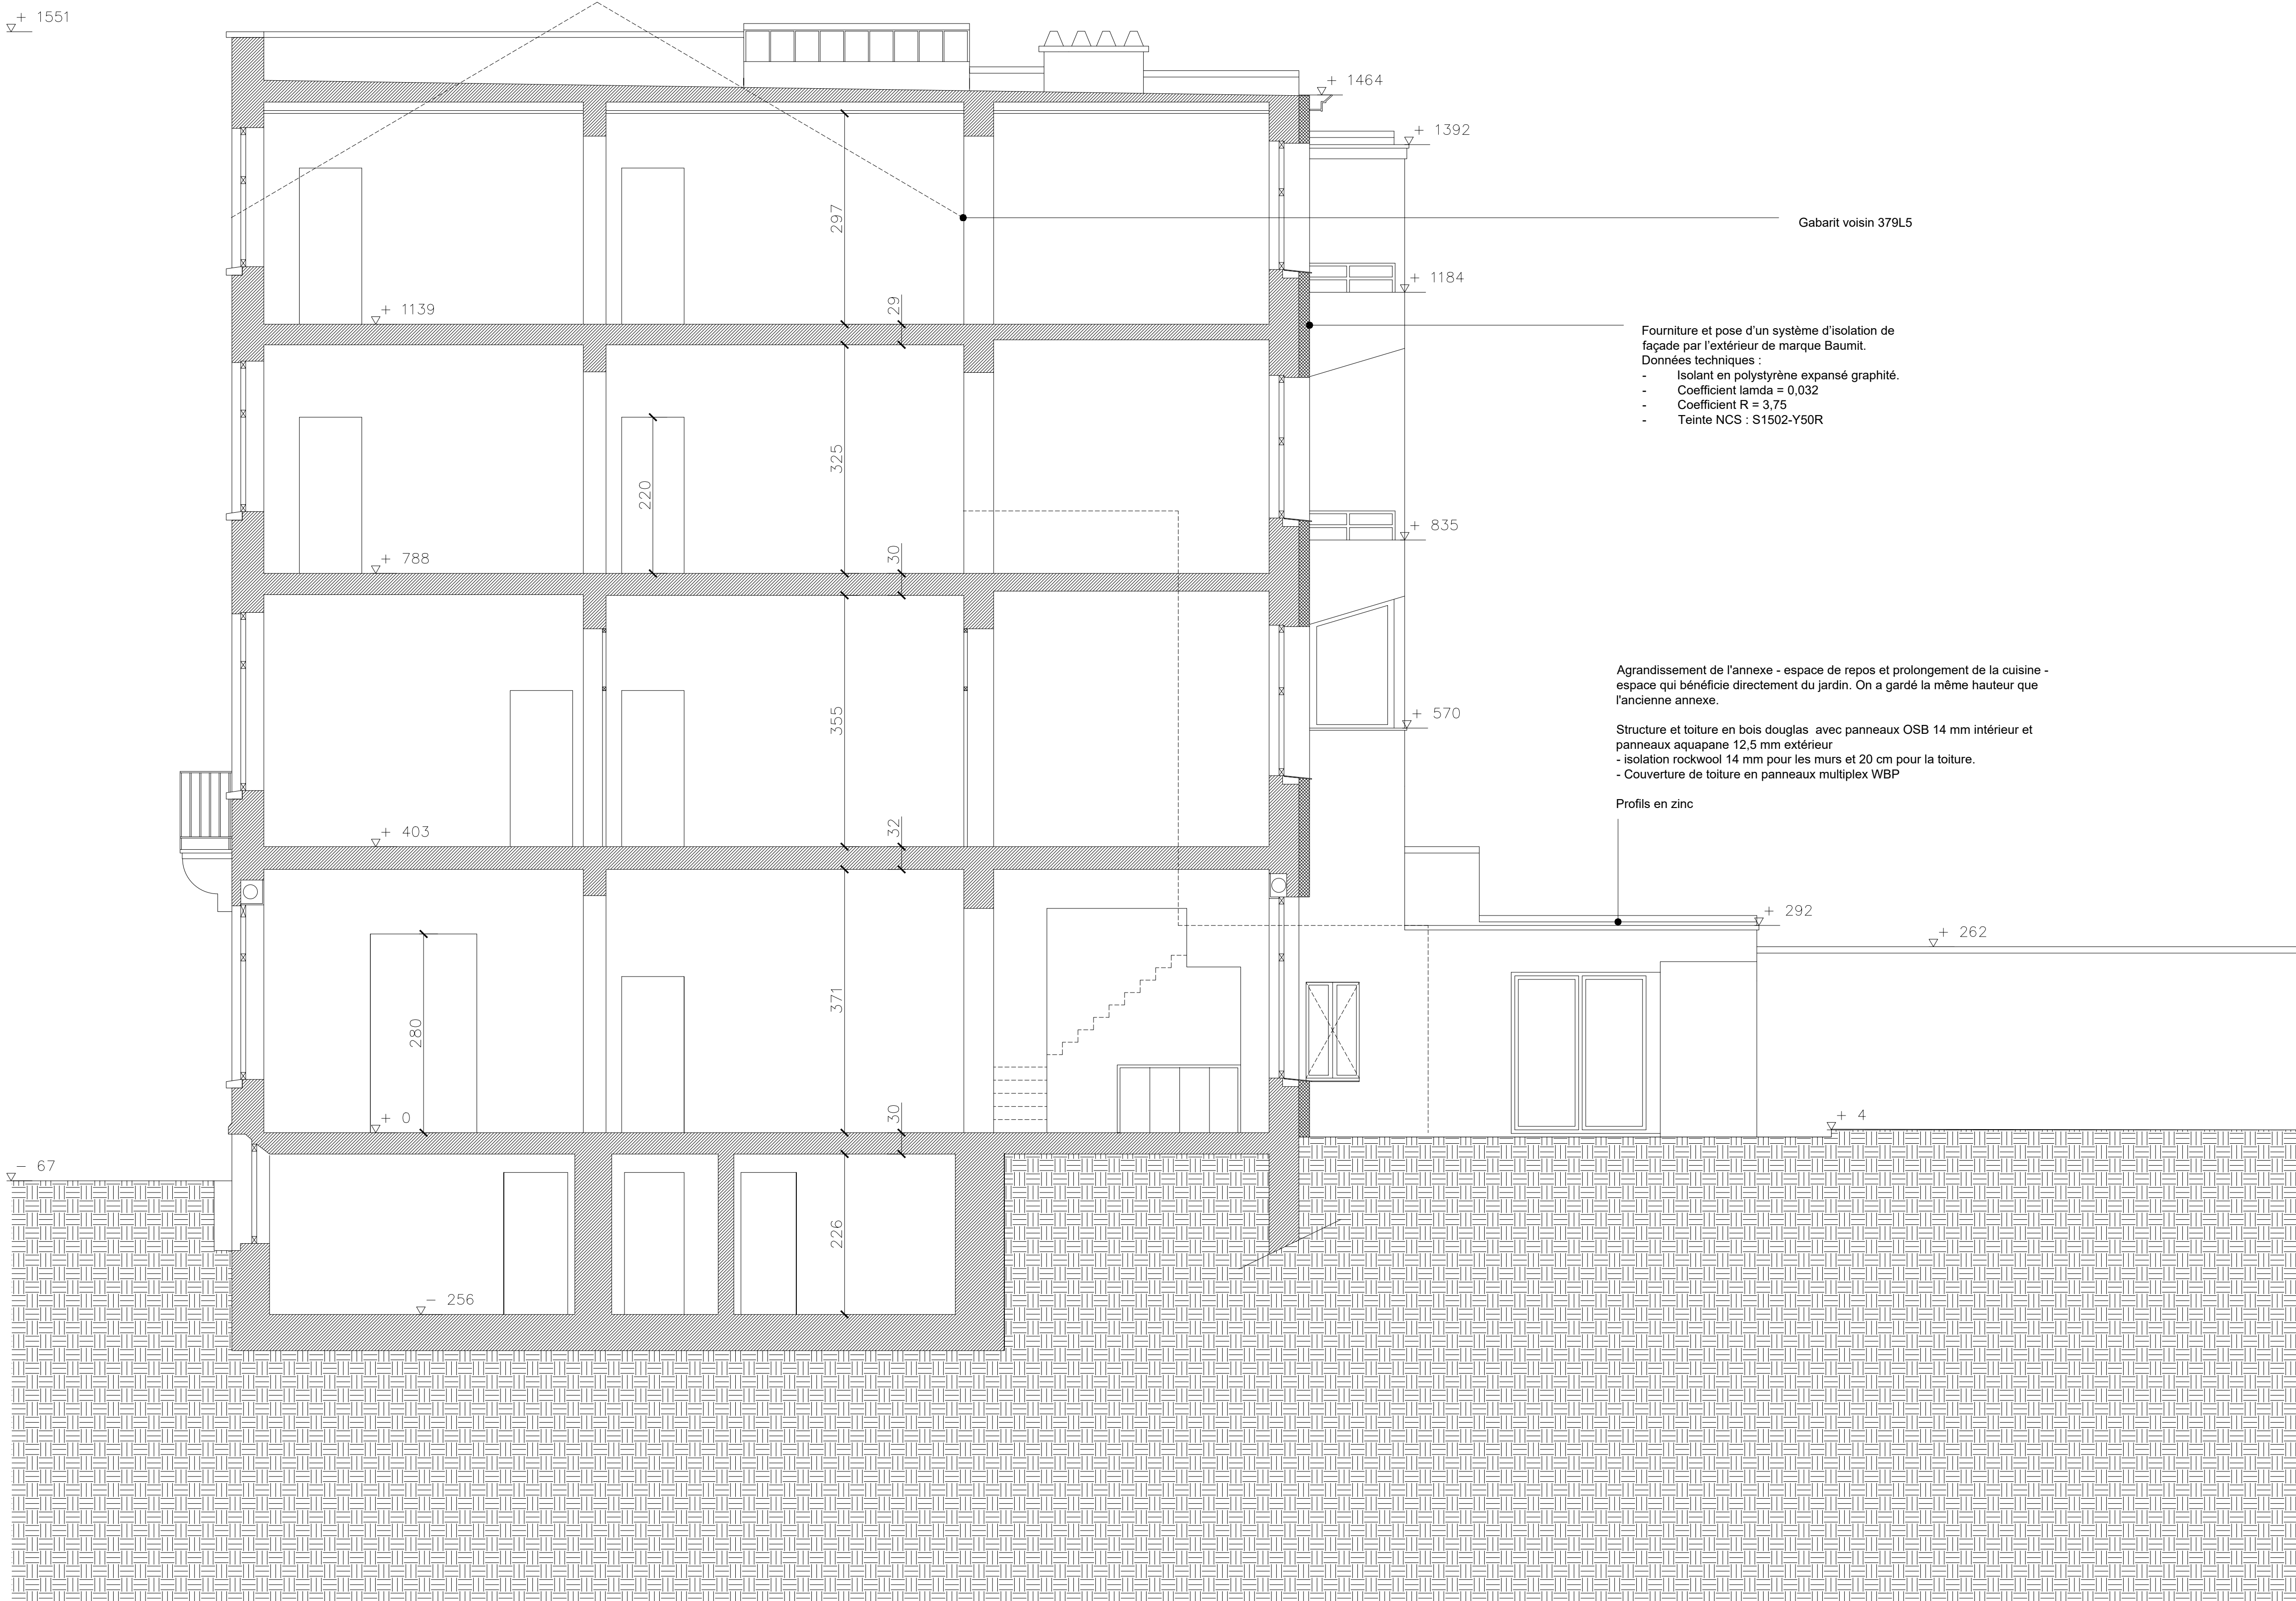 + 1551
+ 1464
+ 1392
297
Gabarit voisin 379L5
+ 1184
+ 1139
29
Fourniture et pose d'un système d'isolation de
façade par l'extérieur de marque Baumit.
Données techniques :
- Isolant en polystyrène expansé graphité.
- Coefficient lamda = 0,032
- Coefficient R = 3,75
- Teinte NCS : S1502-Y50R
325
220
+ 835
+ 788
30
Agrandissement de l'annexe - espace de repos et prolongement de la cuisine -
espace qui bénéficie directement du jardin. On a gardé la même hauteur que
l'ancienne annexe.
Structure et toiture en bois douglas avec panneaux OSB 14 mm intérieur et
panneaux aquapane 12,5 mm extérieur
- isolation rockwool 14 mm pour les murs et 20 cm pour la toiture.
- Couverture de toiture en panneaux multiplex WBP
Profils en zinc
+ 570
355
+ 403
32
+ 292
+ 262
371
280
+ 0
30
+ 4
- 67
226
- 256